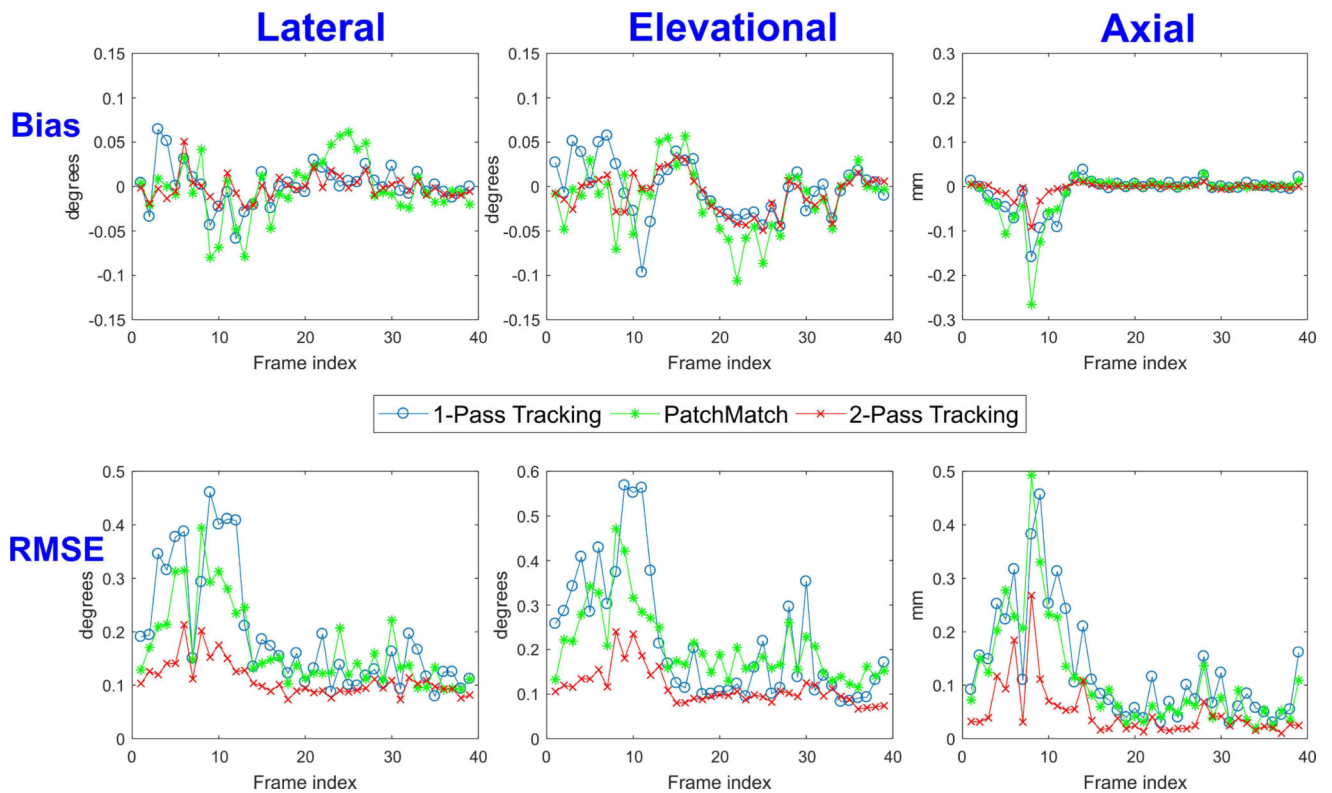 Lateral Elevational Axial
Bias
0.15 0.15 0.3
0.1 0.1 0.2
0.05 0.05 0.1
0 0 0
-0.05 -0.05 -0.1
-0.1 -0.1 -0.2
-0.15 -0.15 -0.3
degrees degrees mm
0 10 20 30 40 0 10 20 30 40 0 10 20 30 40
Frame index Frame index Frame index
1-Pass Tracking PatchMatch 2-Pass Tracking
RMSE
0.5 0.6 0.5
0.4 0.5 0.4
0.3 0.4 0.3
0.2 0.3 0.2
0.1 0.2 0.1
0 0.1 0
0
degrees degrees mm
0 10 20 30 40 0 10 20 30 40 0 10 20 30 40
Frame index Frame index Frame index